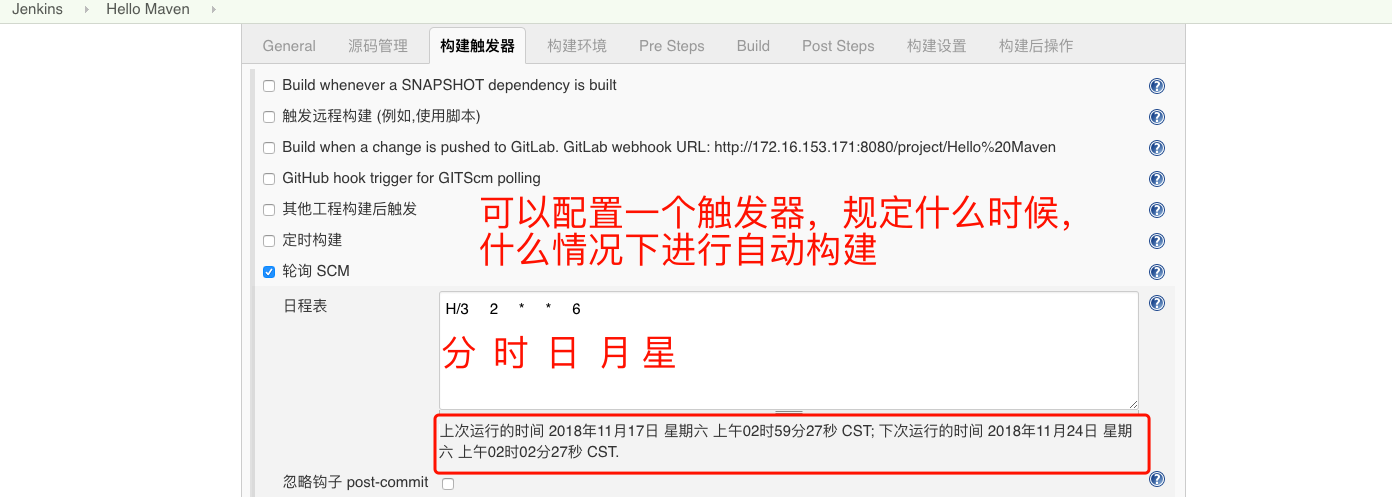 Jenkins Hello Maven
General 源码管理 构建触发器 构建环境 Pre Steps Build Post Steps 构建设置 构建后操作
Build whenever a SNAPSHOT dependency is built
触发远程构建 (例如,使用脚本)
Build when a change is pushed to GitLab. GitLab webhook URL: http://172.16.153.171:8080/project/Hello%20Maven
GitHub hook trigger for GITScm polling
其他工程构建后触发
可以配置一个触发器，规定什么时候，
什么情况下进行自动构建
定时构建
轮询 SCM
日程表
H/3 2 * * 6
分 时 日 月 星
上次运行的时间 2018年11月17日 星期六 上午02时59分27秒 CST; 下次运行的时间 2018年11月24日 星期
六 上午02时02分27秒 CST.
忽略钩子 post-commit